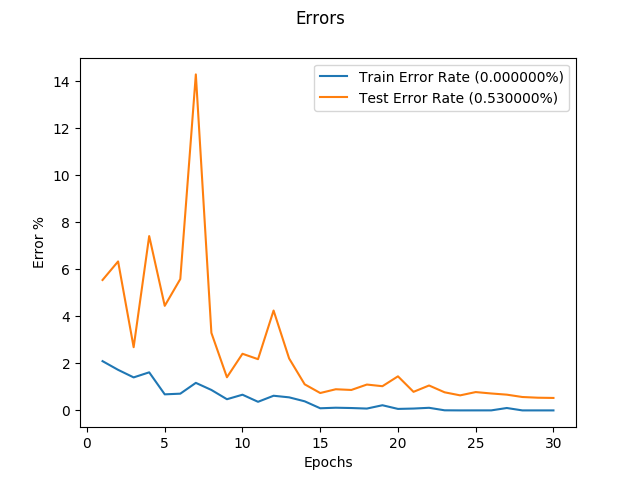 Errors
Train Error Rate (0.000000%)
Test Error Rate (0.530000%)
14
12
10
8
6
4
2
0
Error %
0 5 10 15 20 25 30
Epochs